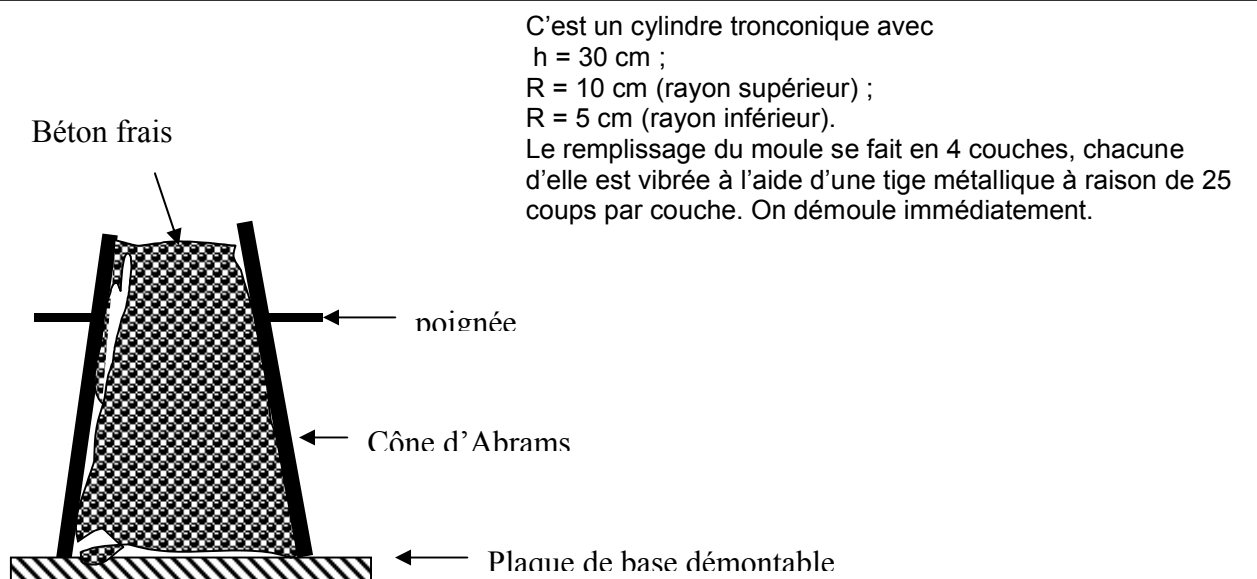 C’est un cylindre tronconique avec
h = 30 cm ;
R = 10 cm (rayon supérieur) ;
R = 5 cm (rayon inférieur).
Le remplissage du moule se fait en 4 couches, chacune
d’elle est vibrée à l’aide d’une tige métallique à raison de 25
coups par couche. On démoule immédiatement.
Béton frais
poignée
Cône d’Abrams
Plaque de base démontable